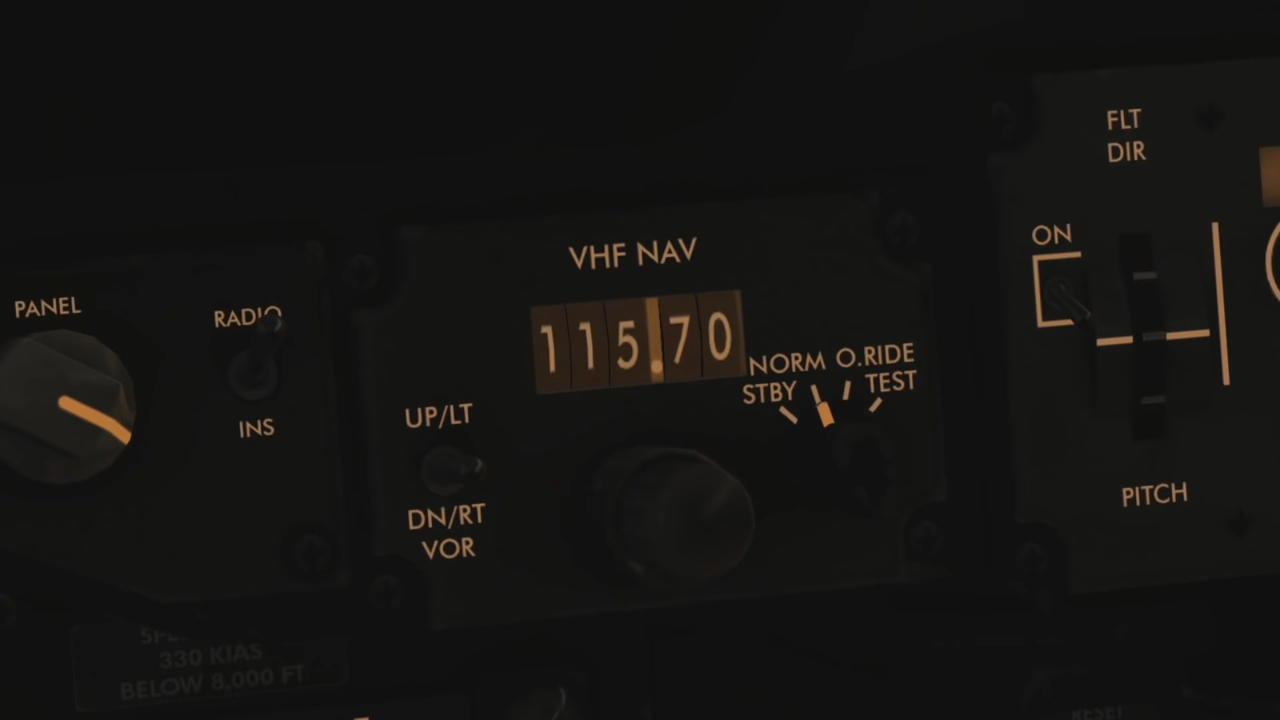 PANEL
RADIO
INS
VHF NAV
115.70
NORM O.RIDE
STBY TEST
UP/LT
DN/RT
VOR
FLT
DIR
ON
PITCH
330 KIAS
BELOW 8,000 FT
RESET